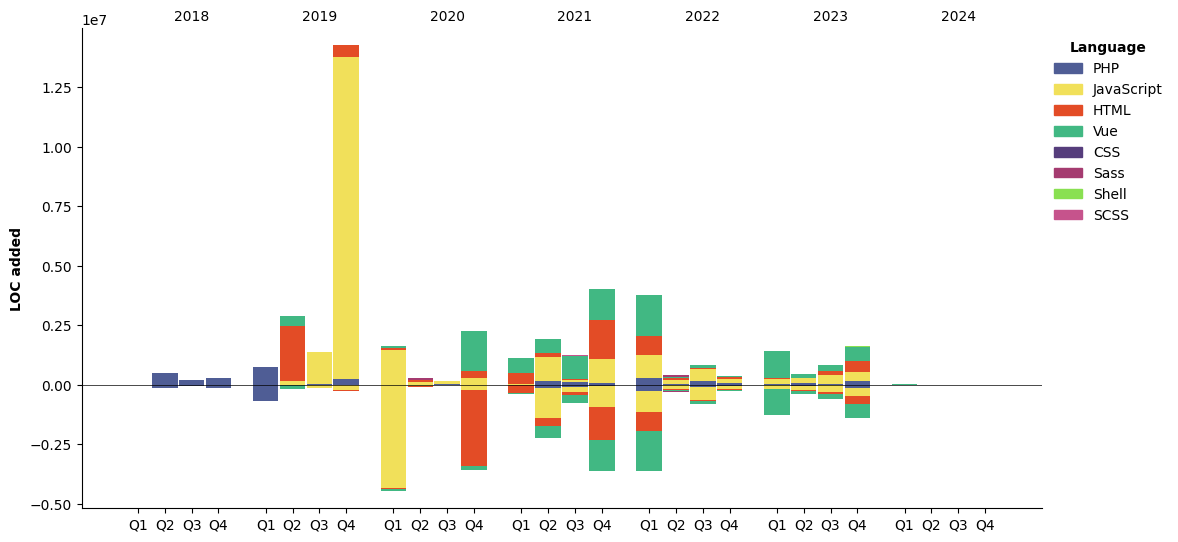 1e7
2018 2019 2020 2021 2022 2023 2024
Language
PHP
JavaScript
HTML
Vue
CSS
Sass
Shell
SCSS
LOC added
1.25
1.00
0.75
0.50
0.25
0.00
−0.25
−0.50
Q1 Q2 Q3 Q4 Q1 Q2 Q3 Q4 Q1 Q2 Q3 Q4 Q1 Q2 Q3 Q4 Q1 Q2 Q3 Q4 Q1 Q2 Q3 Q4 Q1 Q2 Q3 Q4